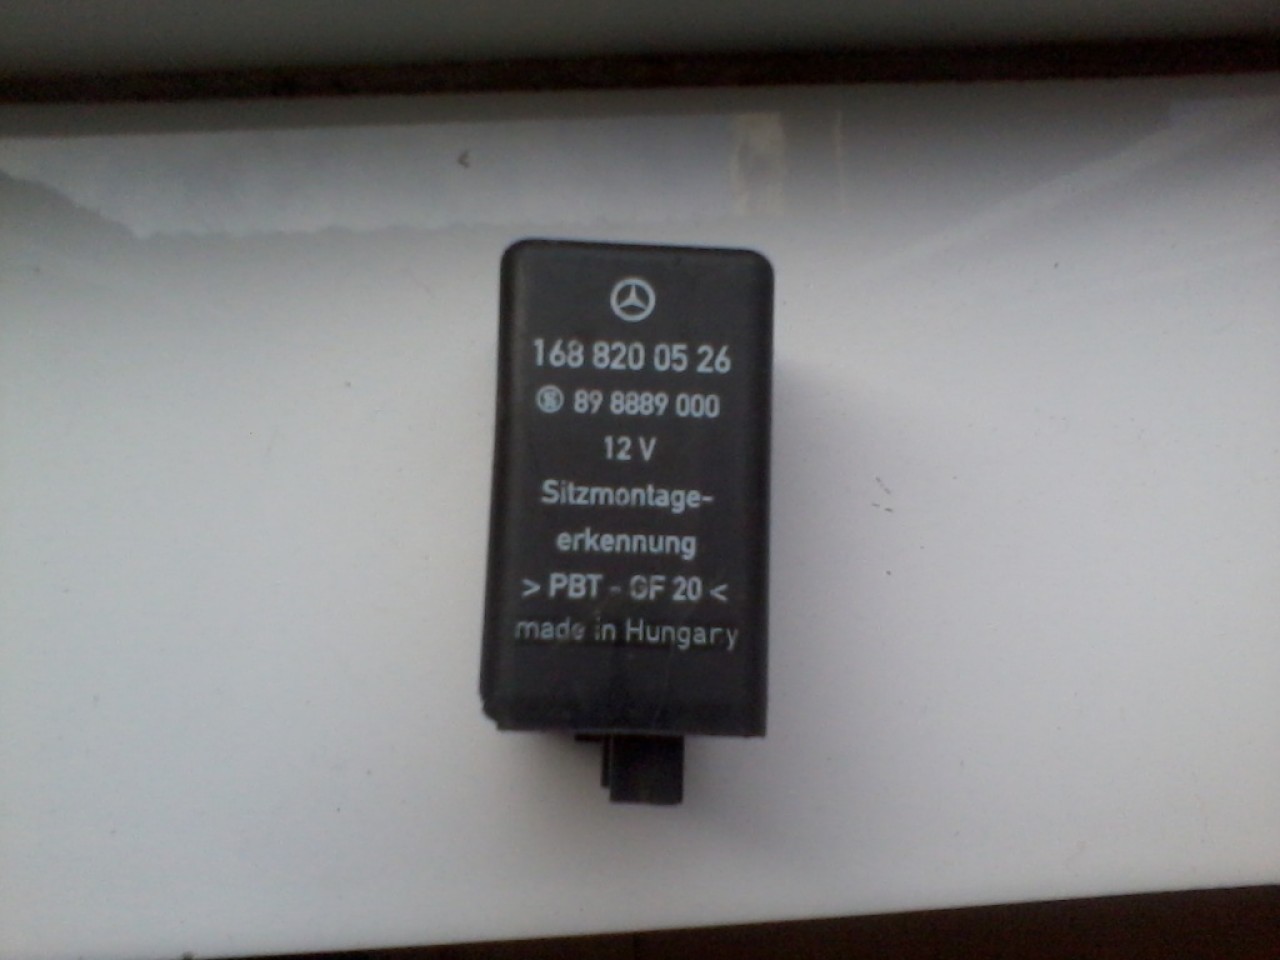 168 820 05 26
89 8889 000
12 V
Sitzmontage-
erkennung
> PBT - GF 20 <
made in Hungary